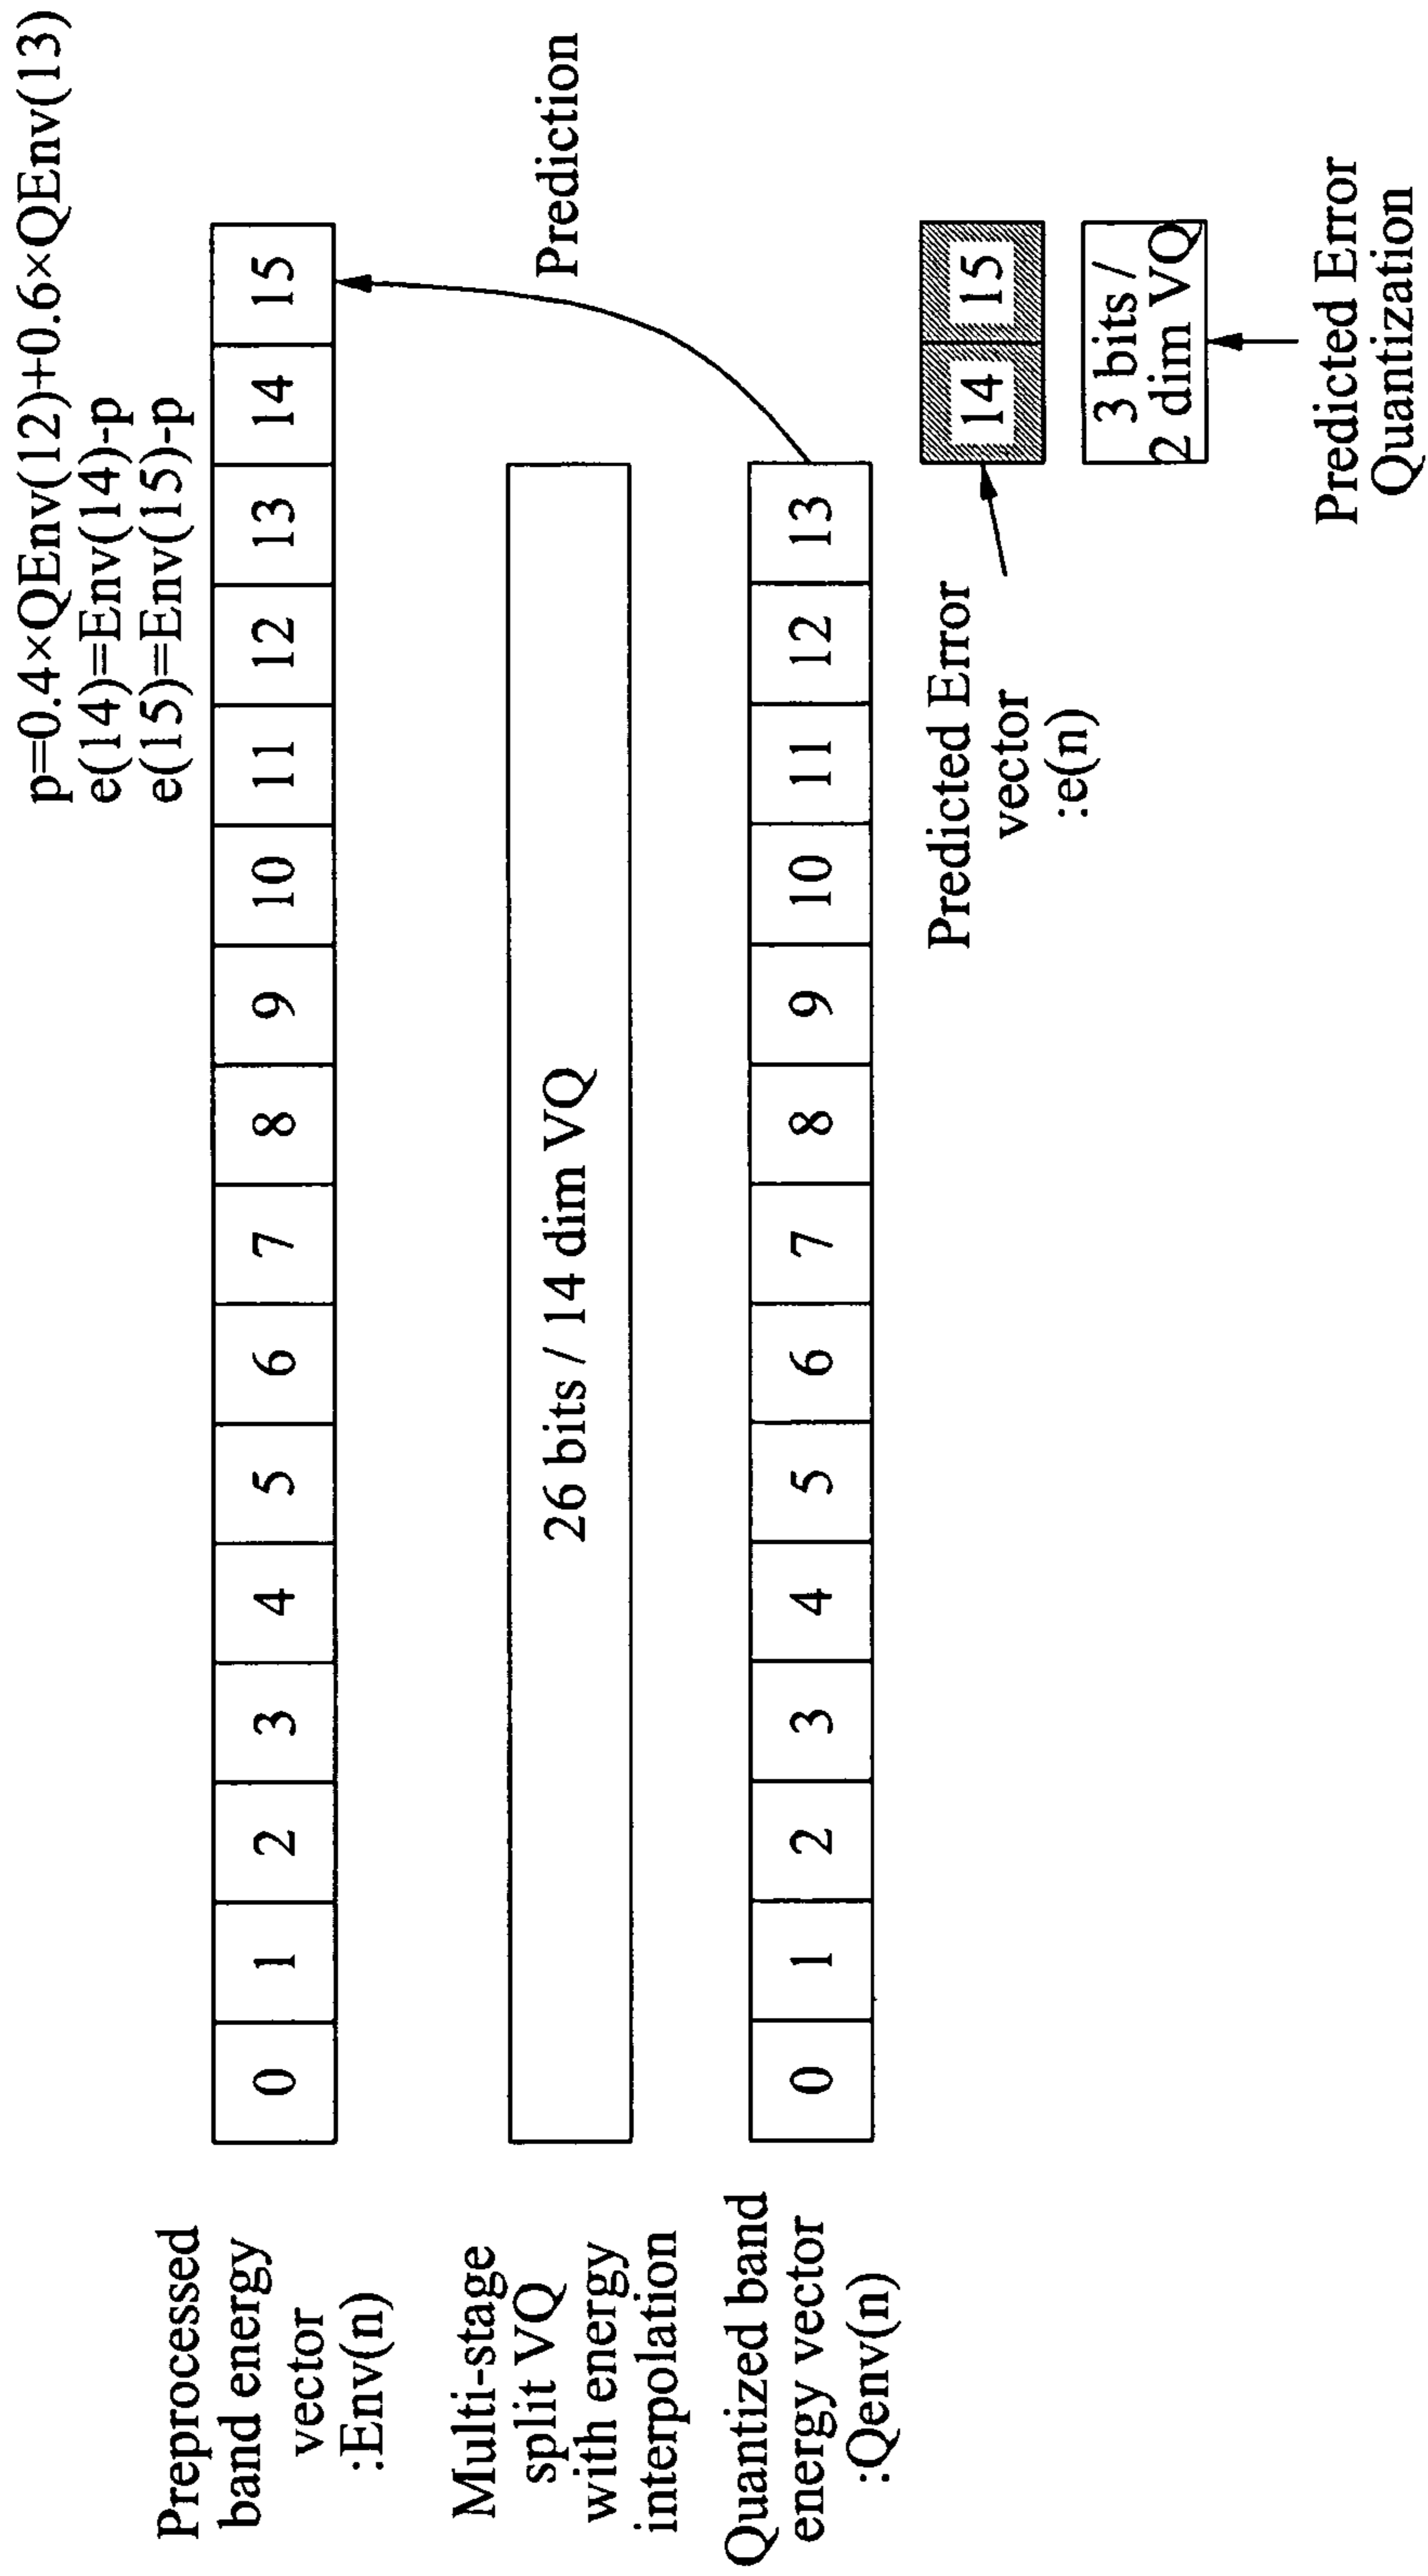 p=0.4×QEnv(12)+0.6×QEnv(13)
e(14)=Env(14)-p
e(15)=Env(15)-p
Preprocessed
band energy
vector
:Env(n)
0 1 2 3 4 5 6 7 8 9 10 11 12 13 14 15
Prediction
Multi-stage
split VQ
with energy
interpolation
26 bits / 14 dim VQ
Quantized band
energy vector
:Qenv(n)
0 1 2 3 4 5 6 7 8 9 10 11 12 13
Predicted Error
vector
:e(n)
14 15
3 bits /
2 dim VQ
Predicted Error
Quantization